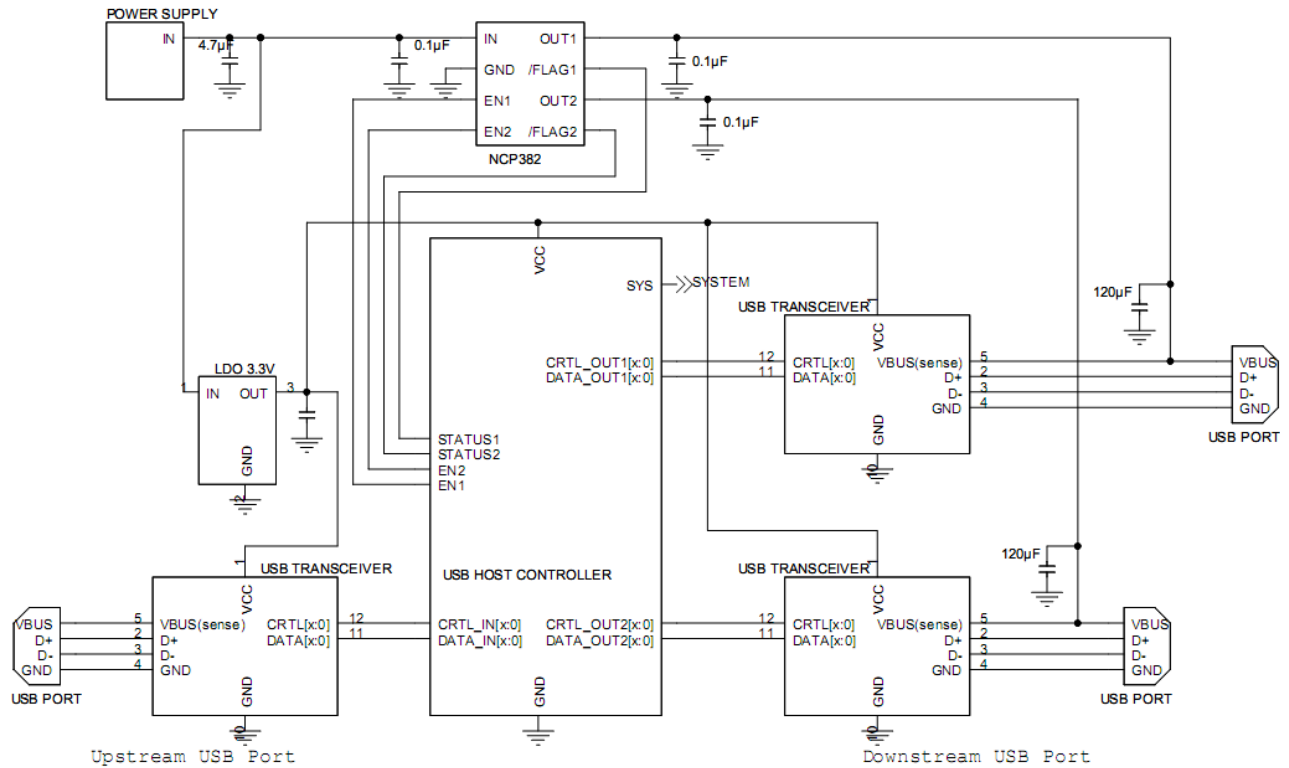 POWER SUPPLY
IN
4.7µF
0.1µF
IN
OUT1
GND
/FLAG1
EN1
OUT2
EN2
/FLAG2
NCP382
0.1µF
0.1µF
VCC
SYS
SYSTEM
120µF
USB TRANSCEIVER
1
VCC
CRTL_OUT1[x:0]
12
CRTL[x:0]
VBUS(sense)
5
VBUS
DATA_OUT1[x:0]
11
DATA[x:0]
D+
2
D+
D-
3
D-
GND
4
GND
GND
10
USB PORT
LDO 3.3V
1
IN
OUT
3
GND
2
STATUS1
STATUS2
EN2
EN1
120µF
1
USB TRANSCEIVER
VCC
USB HOST CONTROLLER
USB TRANSCEIVER
1
VCC
VBUS
5
VBUS(sense)
CRTL[x:0]
12
CRTL_IN[x:0]
CRTL_OUT2[x:0]
12
CRTL[x:0]
VBUS(sense)
5
VBUS
D+
2
D+
DATA[x:0]
11
DATA_IN[x:0]
DATA_OUT2[x:0]
11
DATA[x:0]
D+
2
D+
D-
3
D-
D-
3
D-
GND
4
GND
GND
4
GND
USB PORT
GND
10
GND
GND
10
USB PORT
Upstream USB Port
Downstream USB Port